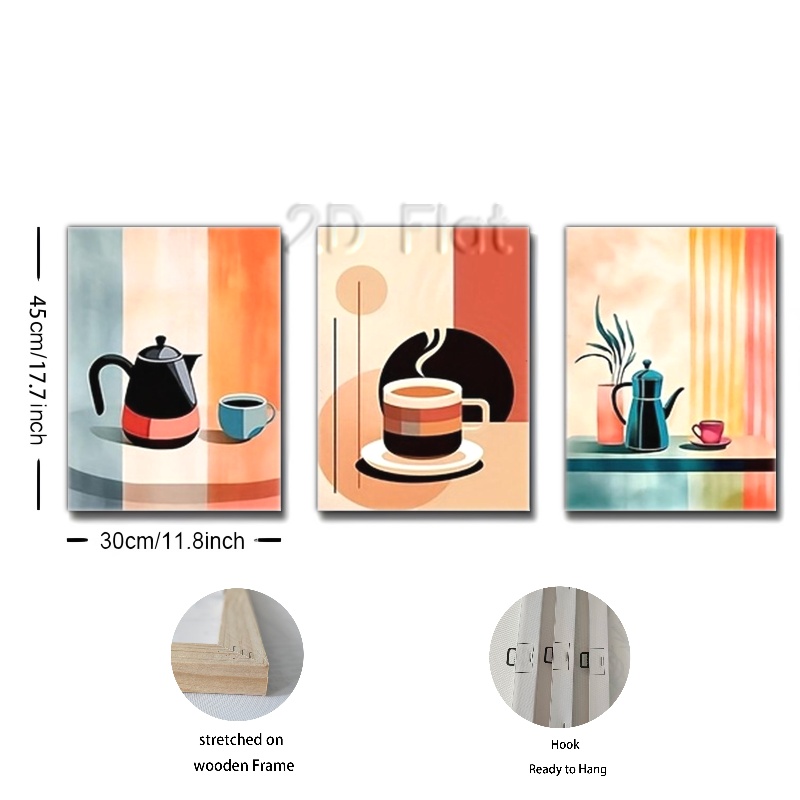 2D Flat
45cm/17.7inch
30cm/11.8inch
stretched on
wooden Frame
Hook
Ready to Hang